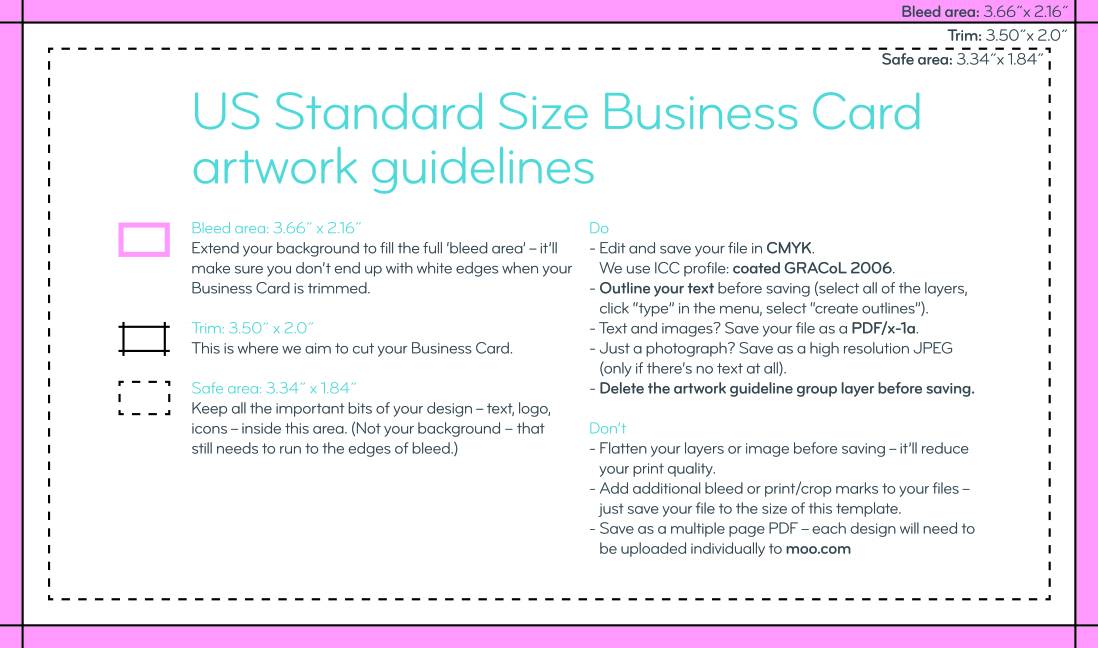 Bleed area: 3.66″x 2.16″
Trim: 3.50″x 2.0″
Safe area: 3.34″x 1.84″
US Standard Size Business Card
artwork guidelines
Bleed area: 3.66″ x 2.16″
Extend your background to fill the full ‘bleed area’ – it’ll
make sure you don’t end up with white edges when your
Business Card is trimmed.
Trim: 3.50″ x 2.0″
This is where we aim to cut your Business Card.
Safe area: 3.34″ x 1.84″
Keep all the important bits of your design – text, logo,
icons – inside this area. (Not your background – that
still needs to run to the edges of bleed.)
Do
- Edit and save your file in CMYK.
We use ICC profile: coated GRACoL 2006.
- Outline your text before saving (select all of the layers,
click “type” in the menu, select “create outlines”).
- Text and images? Save your file as a PDF/x-1a.
- Just a photograph? Save as a high resolution JPEG
(only if there’s no text at all).
- Delete the artwork guideline group layer before saving.
Don’t
- Flatten your layers or image before saving – it’ll reduce
your print quality.
- Add additional bleed or print/crop marks to your files –
just save your file to the size of this template.
- Save as a multiple page PDF – each design will need to
be uploaded individually to moo.com